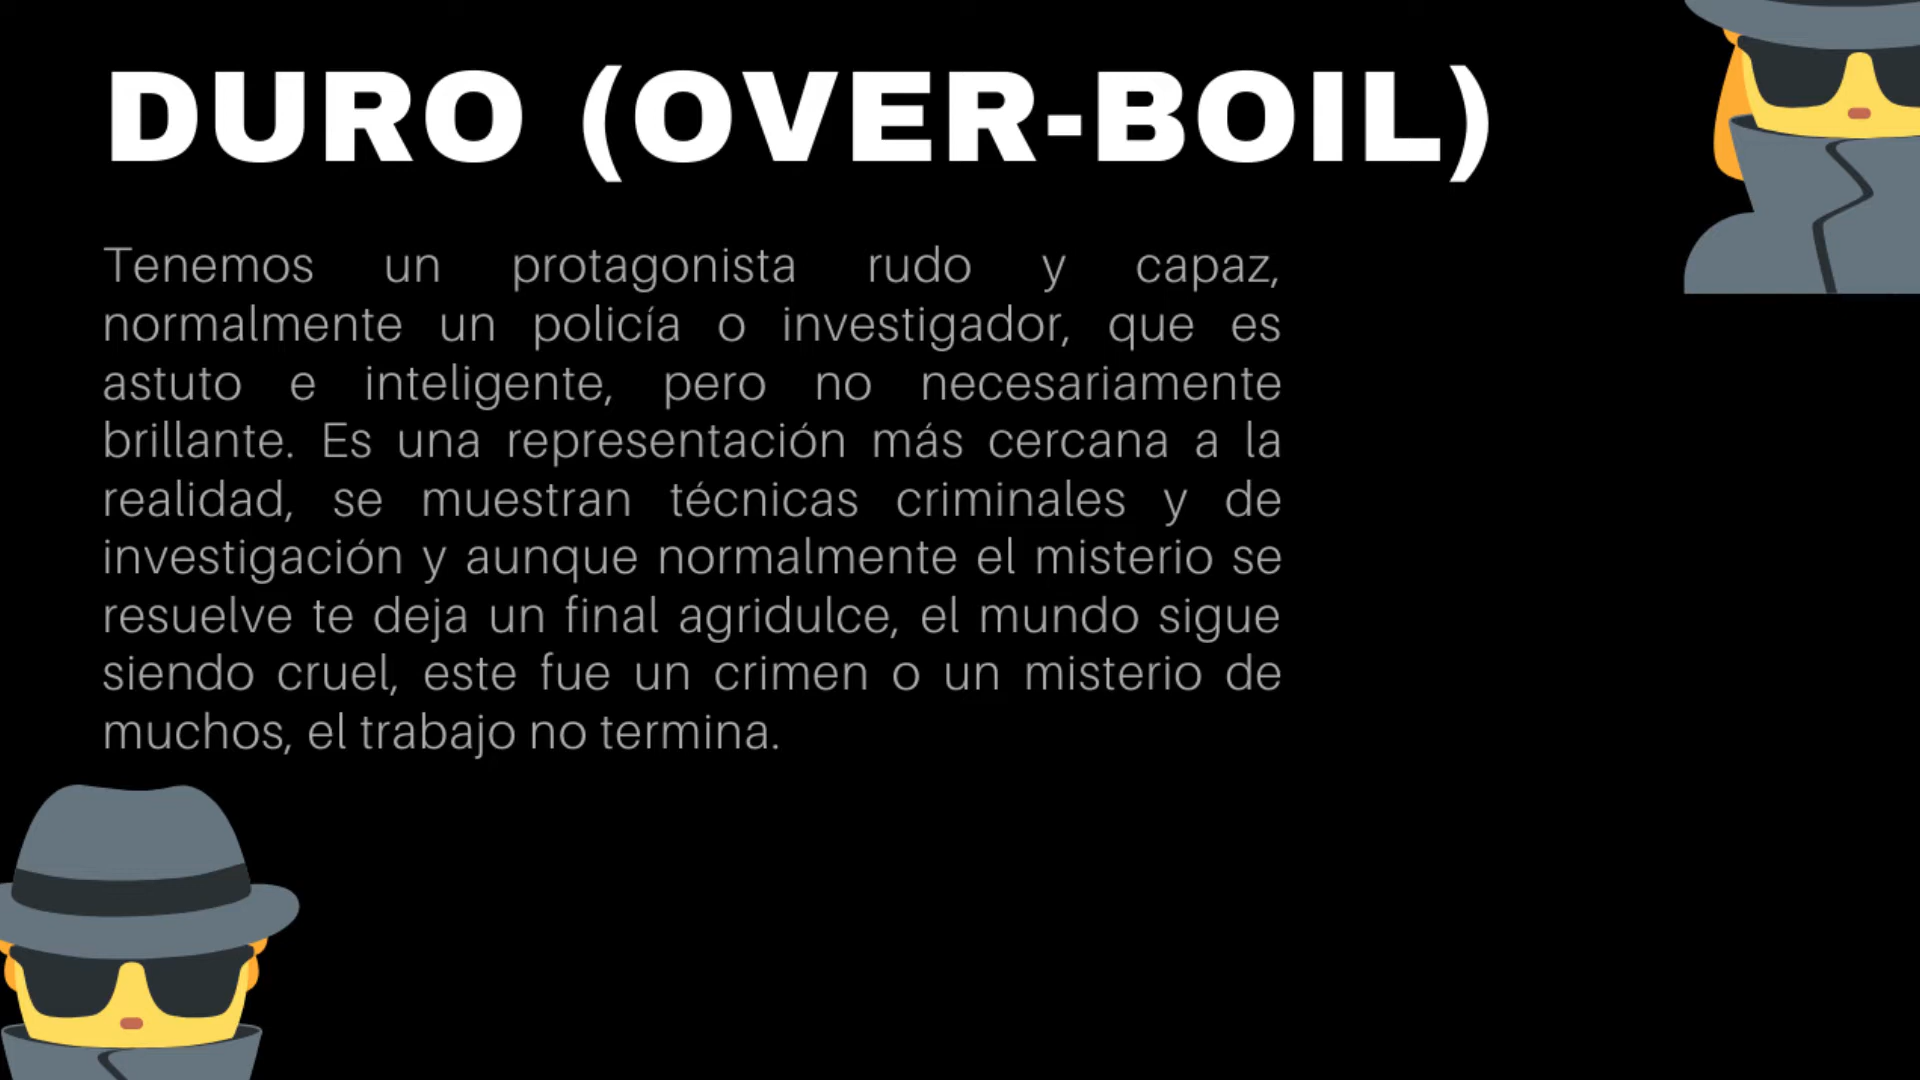 DURO (OVER-BOIL)
Tenemos un protagonista rudo y capaz,
normalmente un policía o investigador, que es
astuto e inteligente, pero no necesariamente
brillante. Es una representación más cercana a la
realidad, se muestran técnicas criminales y de
investigación y aunque normalmente el misterio se
resuelve te deja un final agridulce, el mundo sigue
siendo cruel, este fue un crimen o un misterio de
muchos, el trabajo no termina.